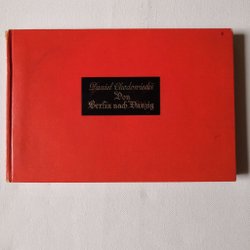 Daniel Chodowiecki
Von
Berlin nach Danzig